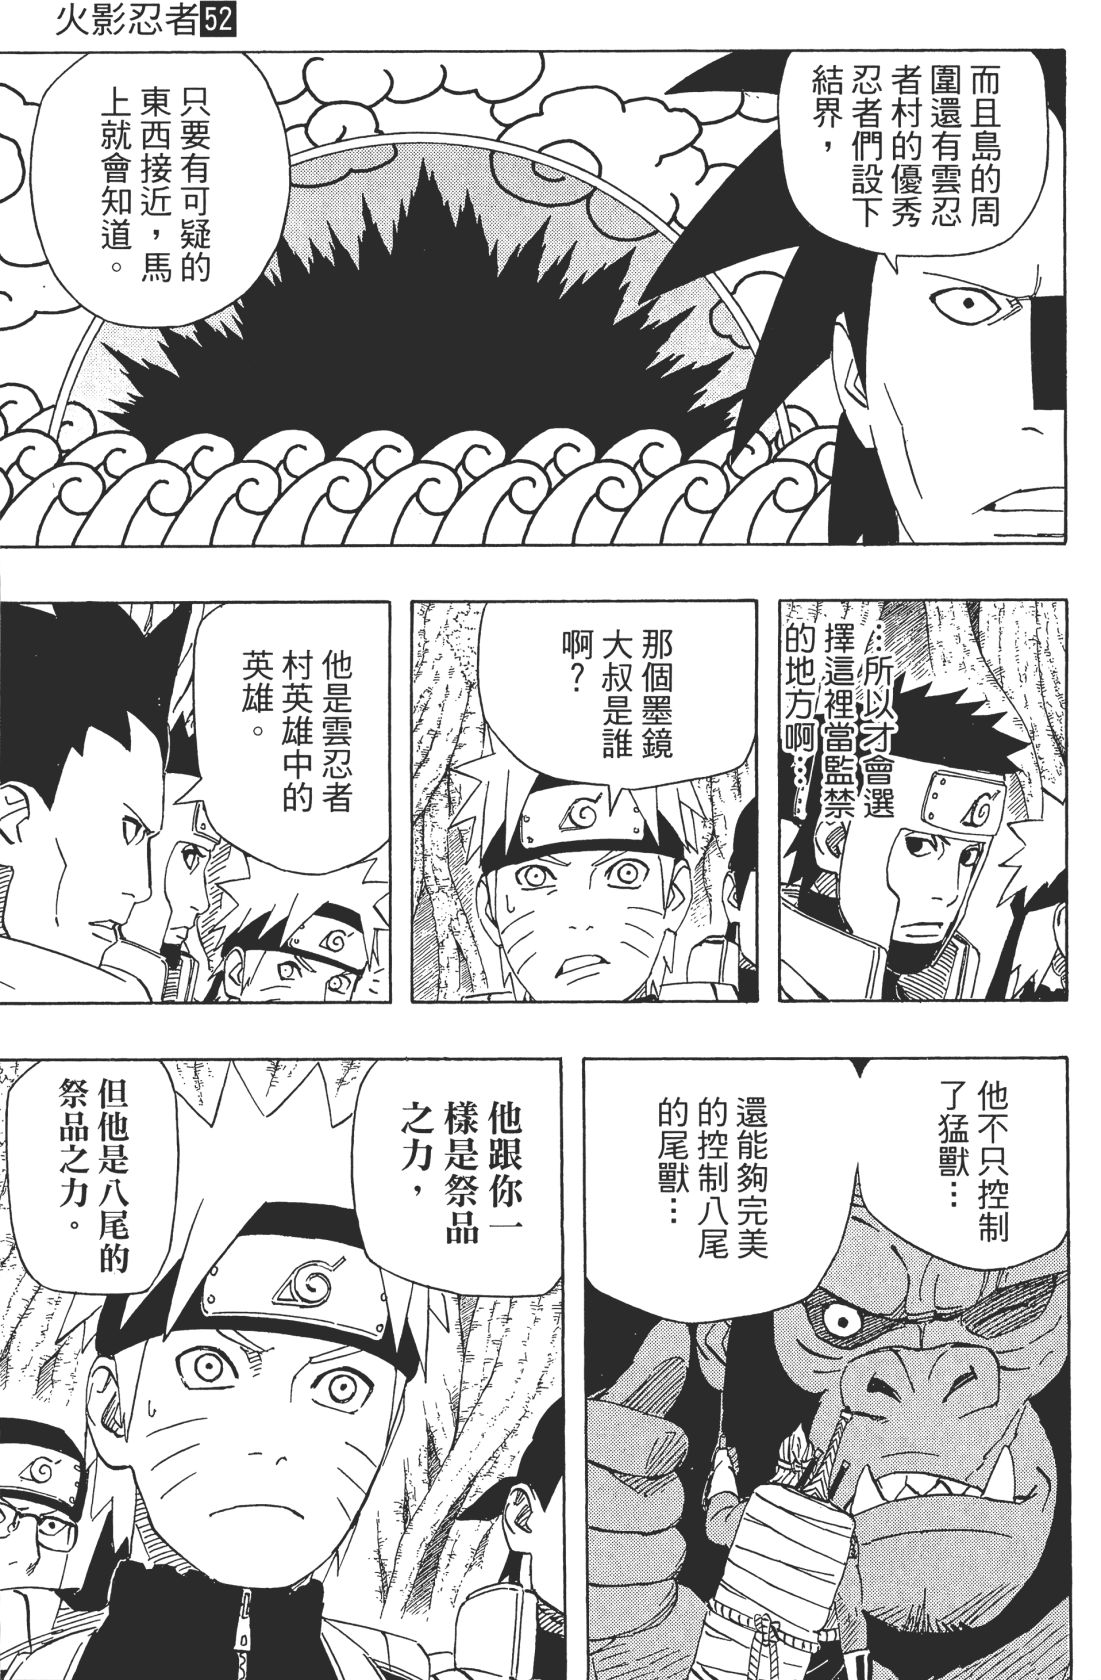 火影忍者52
而且島的周
圍還有雲忍
者村的優秀
忍者們設下
結界，
只要有可疑的
東西接近，馬
上就會知道。
…所以才會選
擇這裡當監禁
的地方啊……
那個墨鏡
大叔是誰
啊？
他是雲忍者
村英雄中的
英雄。
他不只控制
了猛獸…
還能夠完美
的控制八尾
的尾獸…
他跟你一
樣是祭品
之力，
但他是八尾的
祭品之力。